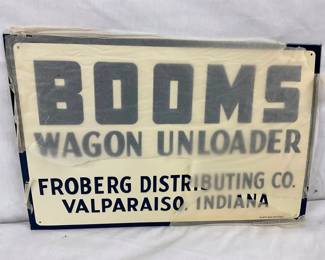 BOOMS
WAGON UNLOADER
FROBERG DISTRIBUTING CO.
VALPARAISO, INDIANA